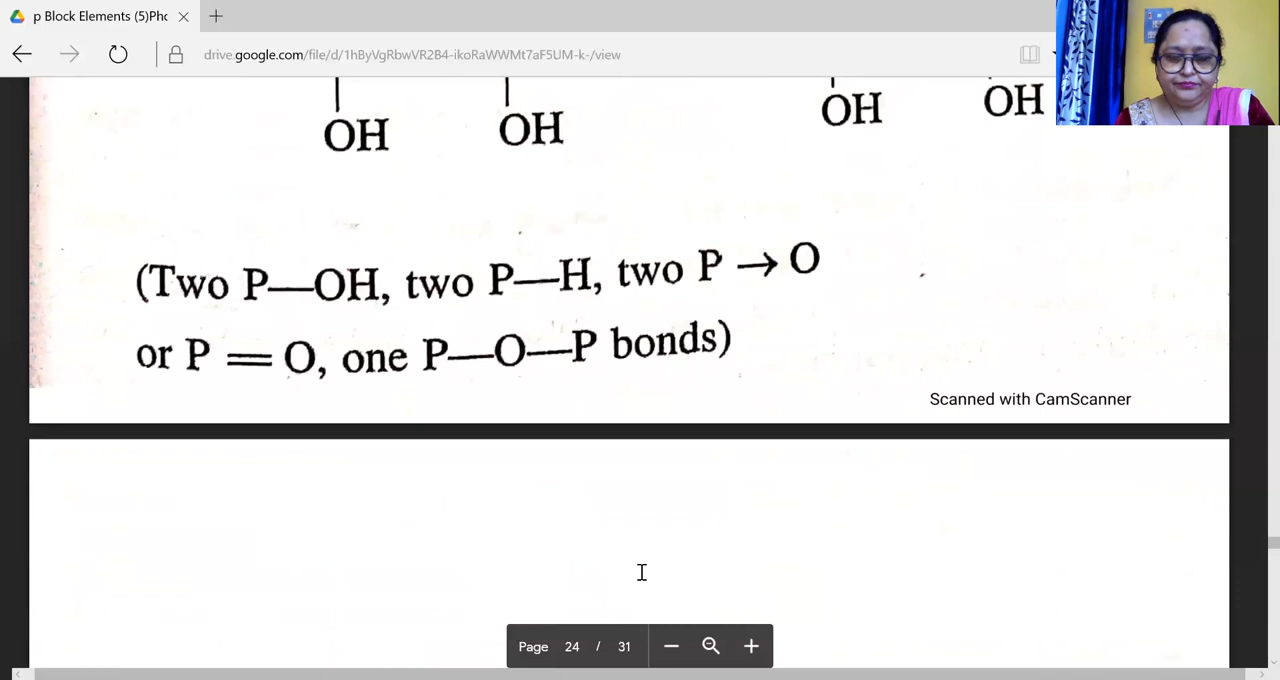 p Block Elements (5)Pho
drive.google.com/file/d/1hByVgRbwVR2B4-ikoRaWWMt7aF5UM-k-/view
OH OH OH OH
(Two P—OH, two P—H, two P → O
or P = O, one P—O—P bonds)
Scanned with CamScanner
Page 24 / 31